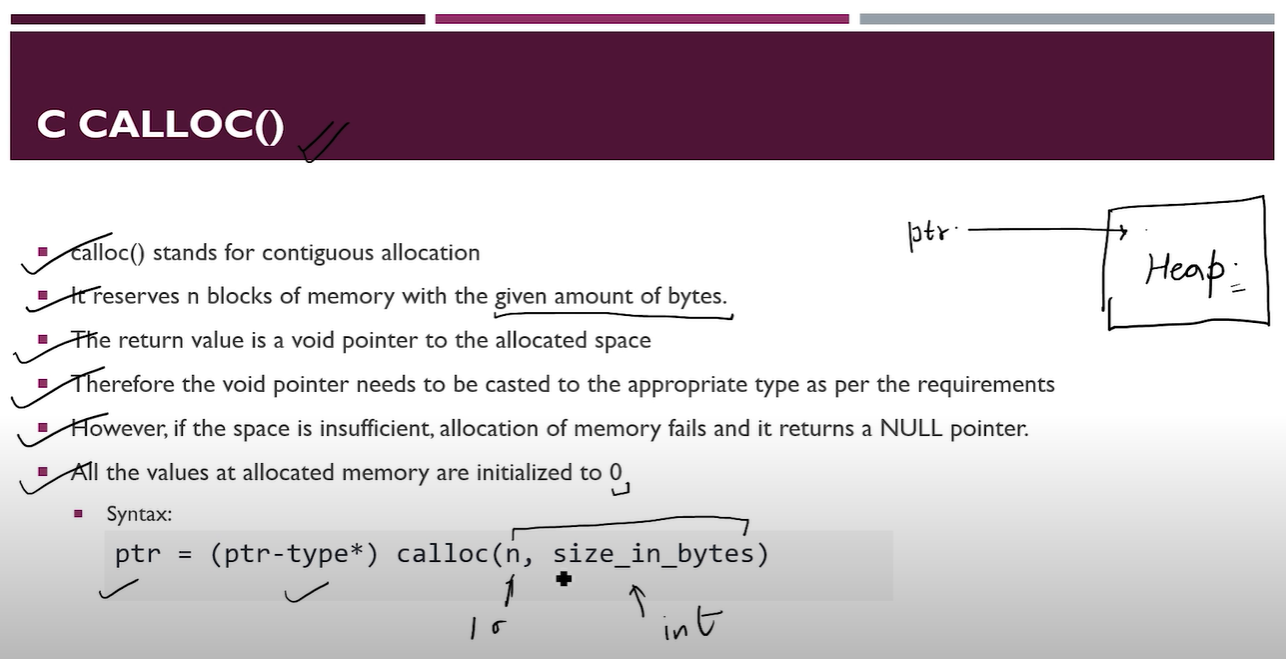 C CALLOC()
calloc() stands for contiguous allocation
It reserves n blocks of memory with the given amount of bytes.
The return value is a void pointer to the allocated space
Therefore the void pointer needs to be casted to the appropriate type as per the requirements
However, if the space is insufficient, allocation of memory fails and it returns a NULL pointer.
All the values at allocated memory are initialized to 0
Syntax:
ptr = (ptr-type*) calloc(n, size_in_bytes)
10
int
ptr
Heap